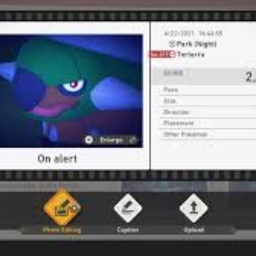 4/22/2021 16:44:55
Park (Night)
Torterra
SCORE
2,
Pose
Size
Direction
Placement
Other Pokémon
Enlarge
On alert
Photo Editing
Caption
Upload